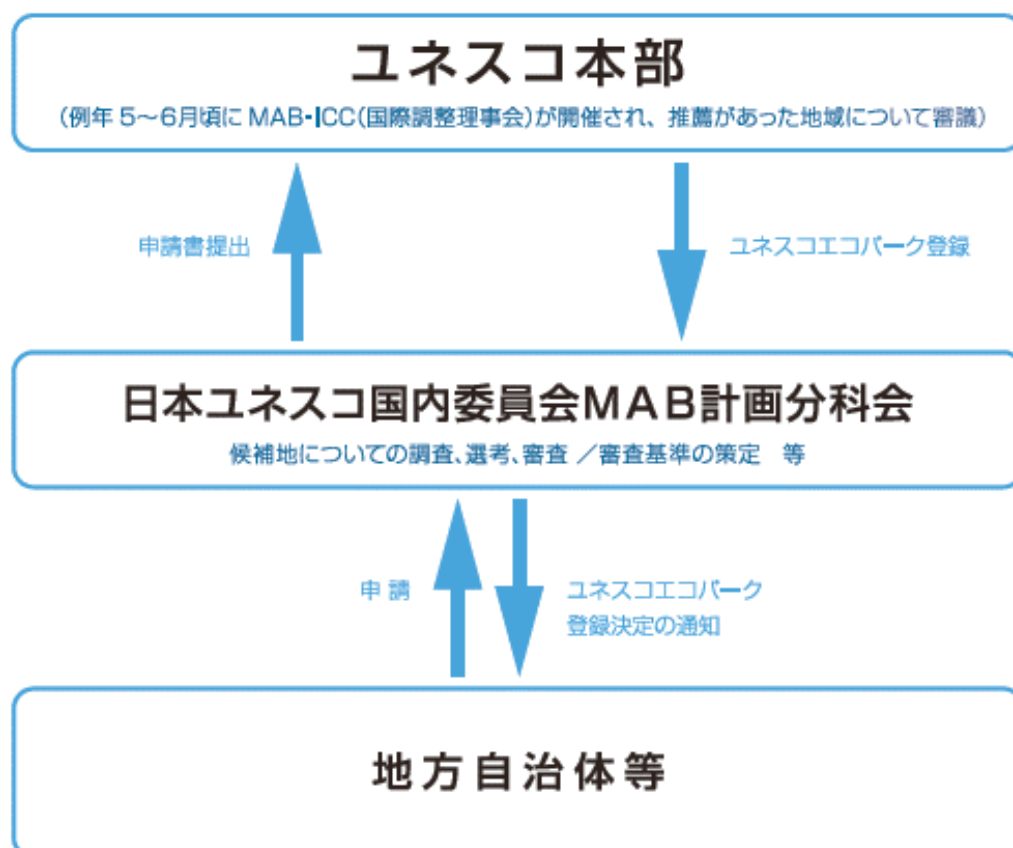 ユネスコ本部
(例年 5～6月頃に MAB・ICC(国際調整理事会)が開催され、推薦があった地域について審議)
申請書提出
ユネスコエコパーク登録
日本ユネスコ国内委員会MAB計画分科会
候補地についての調査、選考、審査 ／審査基準の策定　等
申 請
ユネスコエコパーク
登録決定の通知
地方自治体等